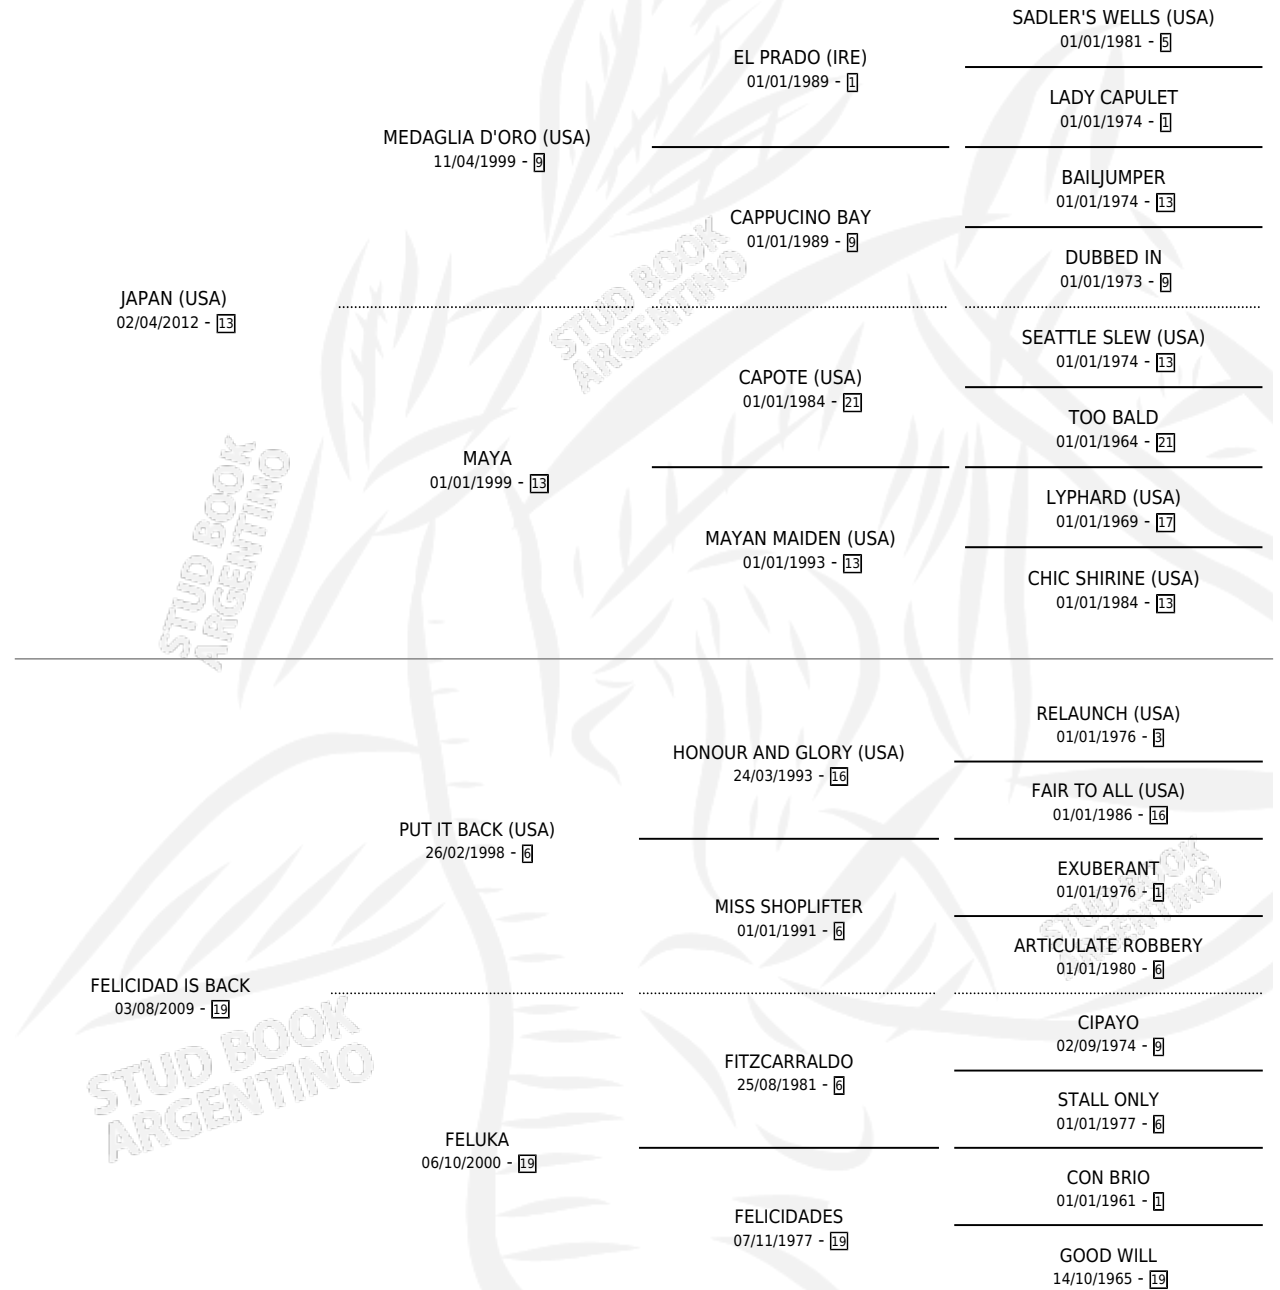 SADLER'S WELLS (USA)
01/01/1981 - 5
EL PRADO (IRE)
01/01/1989 - 1
LADY CAPULET
01/01/1974 - 1
MEDAGLIA D'ORO (USA)
11/04/1999 - 9
BAILJUMPER
01/01/1974 - 13
CAPPUCINO BAY
01/01/1989 - 9
DUBBED IN
01/01/1973 - 9
JAPAN (USA)
02/04/2012 - 13
STUD BOOK
ARGENTINO
SEATTLE SLEW (USA)
01/01/1974 - 13
CAPOTE (USA)
01/01/1984 - 21
TOO BALD
01/01/1964 - 21
MAYA
01/01/1999 - 13
LYPHARD (USA)
01/01/1969 - 17
MAYAN MAIDEN (USA)
01/01/1993 - 13
CHIC SHIRINE (USA)
01/01/1984 - 13
STUD BOOK
ARGENTINO
RELAUNCH (USA)
01/01/1976 - 3
HONOUR AND GLORY (USA)
24/03/1993 - 16
FAIR TO ALL (USA)
01/01/1986 - 16
PUT IT BACK (USA)
26/02/1998 - 6
EXUBERANT
01/01/1976 - 1
MISS SHOPLIFTER
01/01/1991 - 6
STUD BOOK
ARGENTINO
ARTICULATE ROBBERY
01/01/1980 - 6
FELICIDAD IS BACK
03/08/2009 - 19
STUD BOOK
ARGENTINO
CIPAYO
02/09/1974 - 9
FITZCARRALDO
25/08/1981 - 6
STALL ONLY
01/01/1977 - 6
FELUKA
06/10/2000 - 19
CON BRIO
01/01/1961 - 1
FELICIDADES
07/11/1977 - 19
GOOD WILL
14/10/1965 - 19